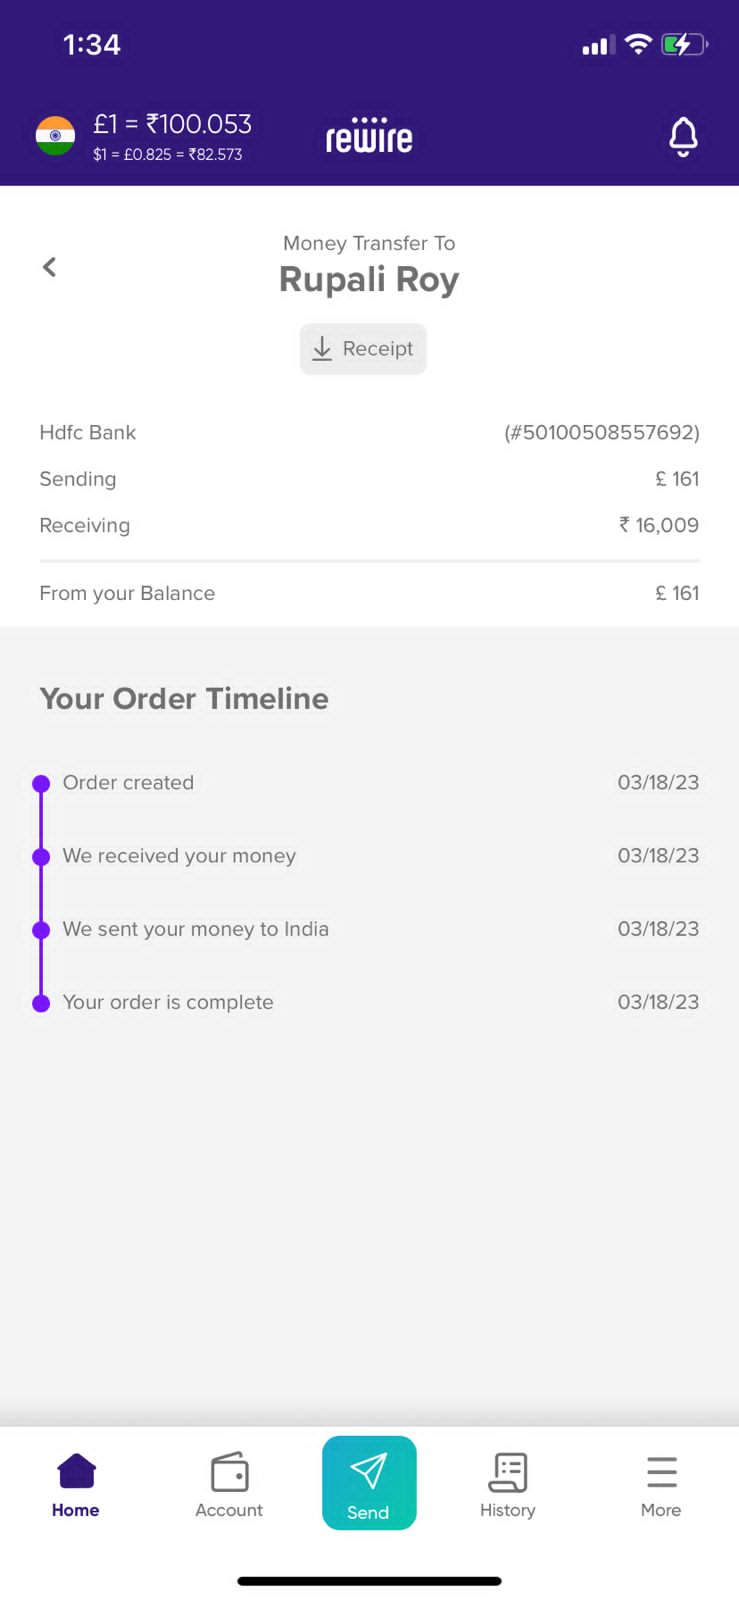 1:34
£1 = ₹100.053
$1 = £0.825 = ₹82.573
rewire
Money Transfer To
Rupali Roy
Receipt
Hdfc Bank (#50100508557692)
Sending £ 161
Receiving ₹ 16,009
From your Balance £ 161
Your Order Timeline
Order created 03/18/23
We received your money 03/18/23
We sent your money to India 03/18/23
Your order is complete 03/18/23
Home Account Send History More